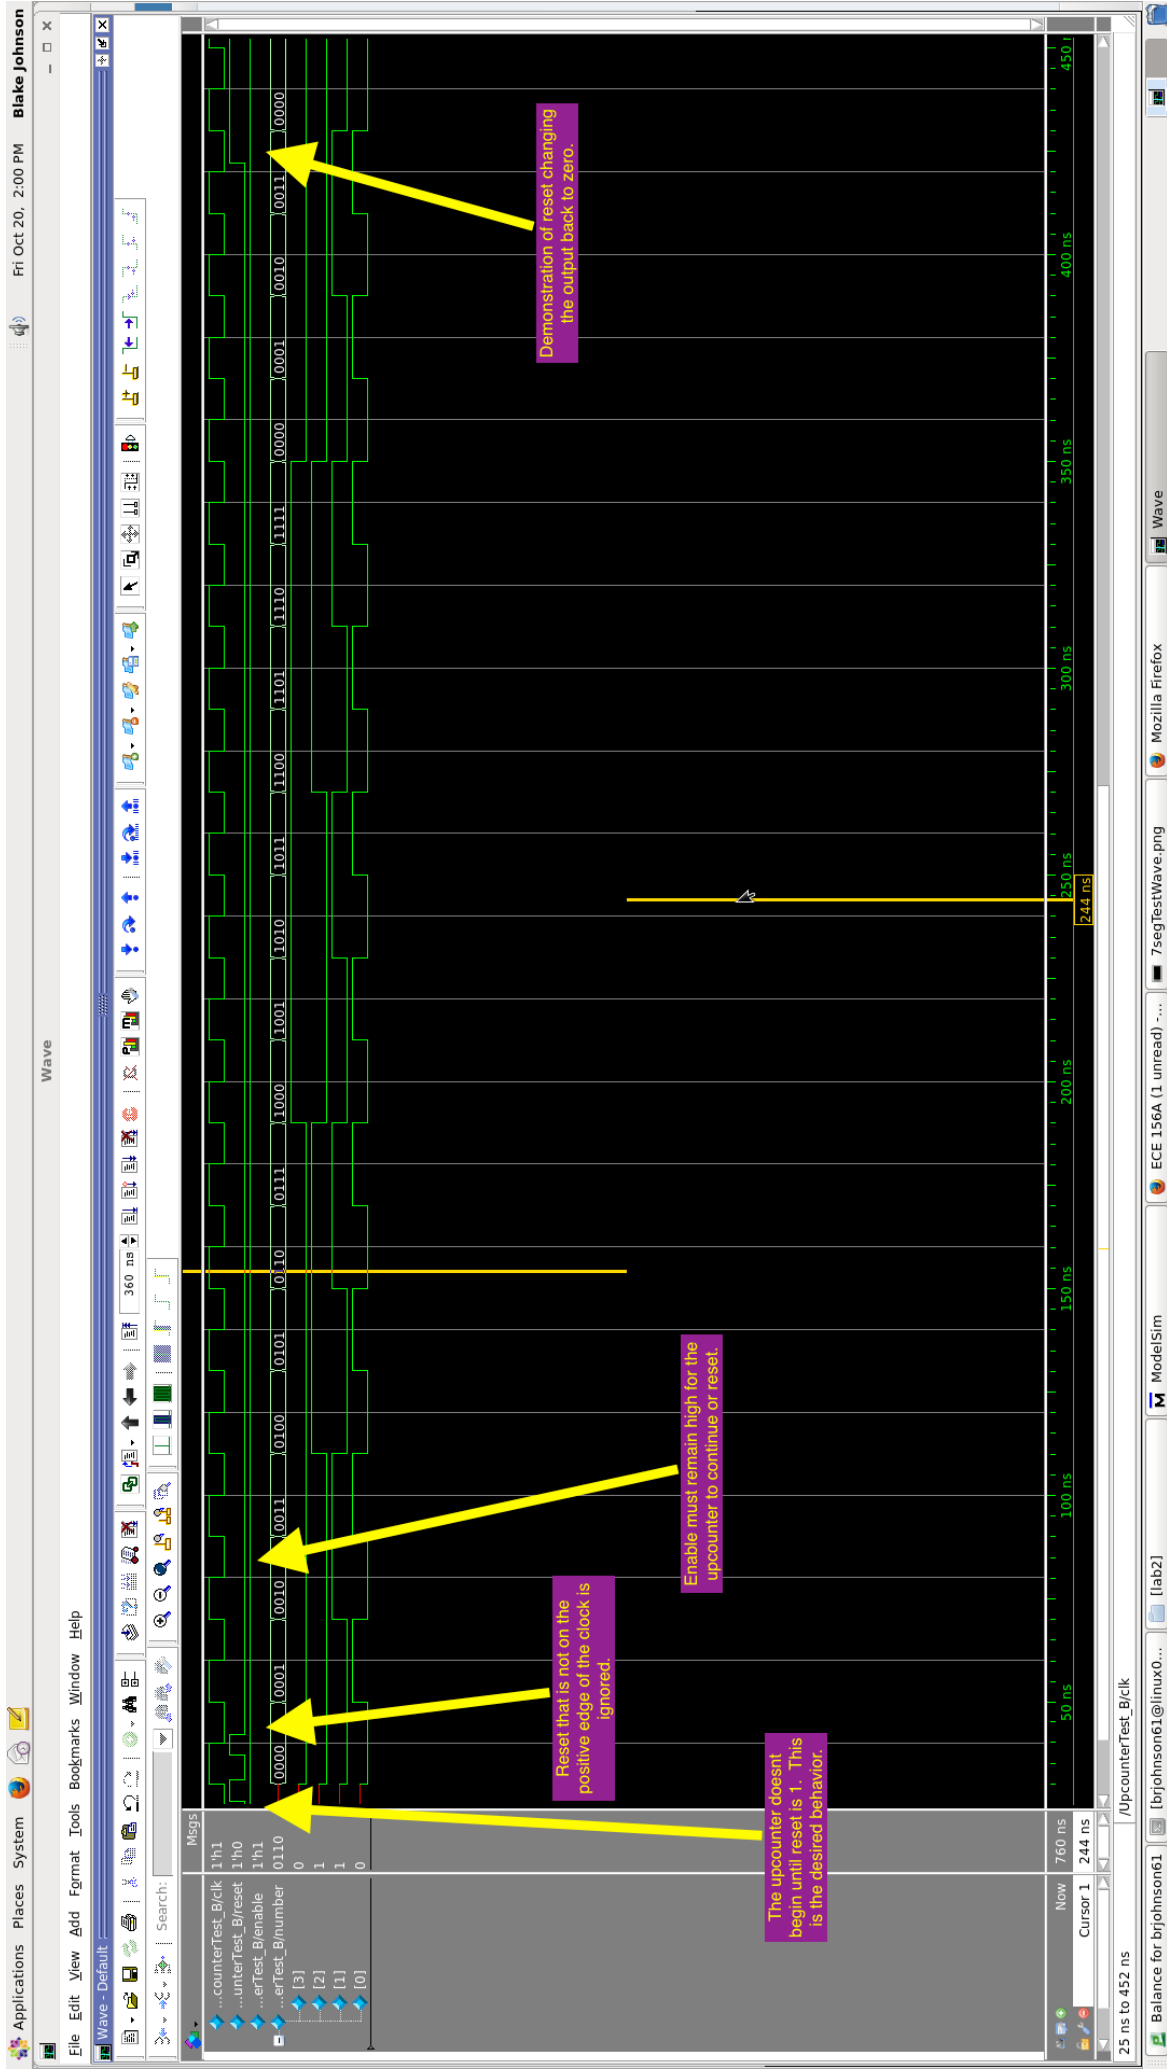 Applications Places System
Fri Oct 20, 2:00 PM Blake Johnson
Wave
File Edit View Add Format Tools Bookmarks Window Help
Wave - Default
360 ns
Search:
Msgs
...counterTest_B/clk 1'h1
...unterTest_B/reset 1'h0
...erTest_B/enable 1'h1
...erTest_B/number 0110
[3] 0
[2] 1
[1] 1
[0] 0
0000 0001 0010 0011 0100 0101 0110 0111 1000 1001 1010 1011 1100 1101 1110 1111 0000 0001 0010 0011 0000
Demonstration of reset changing
the output back to zero.
Reset that is not on the
positive edge of the clock is
ignored.
Enable must remain high for the
upcounter to continue or reset.
The upcounter doesnt
begin until reset is 1. This
is the desired behavior.
Now 760 ns
50 ns 100 ns 150 ns 200 ns 250 ns 300 ns 350 ns 400 ns 450
Cursor 1 244 ns
244 ns
25 ns to 452 ns
/UpcounterTest_B/clk
Balance for brjohnson61
[brjohnson61@linux0...
[lab2]
ModelSim
ECE 156A (1 unread) -...
7segTestWave.png
Mozilla Firefox
Wave